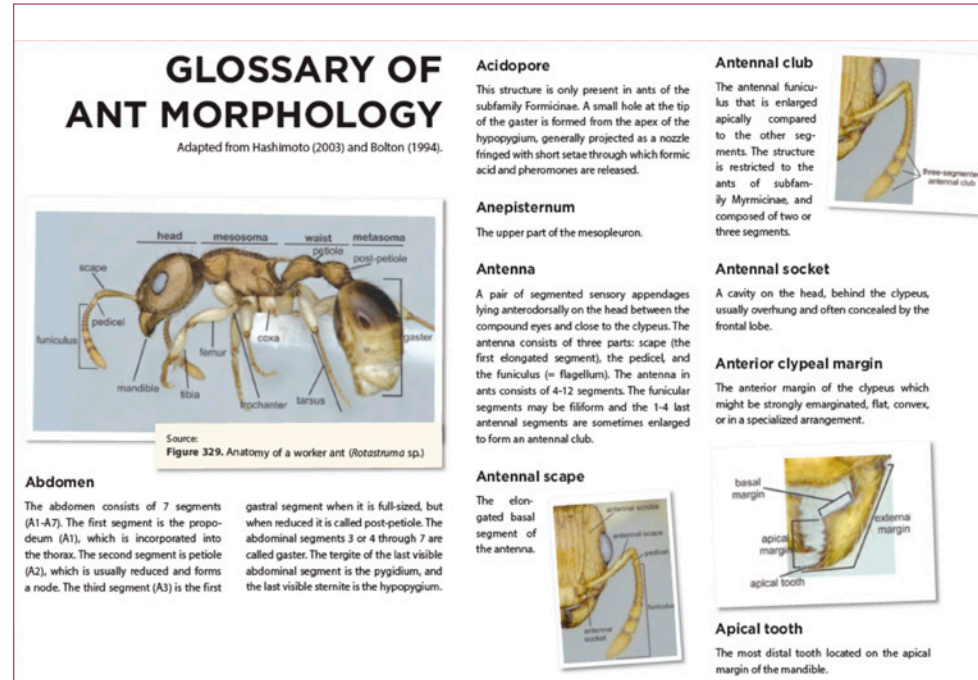 GLOSSARY OF
ANT MORPHOLOGY
Adapted from Hashimoto (2003) and Bolton (1994).
head
mesosoma
waist
metasoma
petiole
post-petiole
scape
pedicel
funiculus
coxa
gaster
femur
mandible
tibia
trochanter
tarsus
Source:
Figure 329. Anatomy of a worker ant (Rotastruma sp.)
Abdomen
The abdomen consists of 7 segments
(A1-A7). The first segment is the propo-
deum (A1), which is incorporated into
the thorax. The second segment is petiole
(A2), which is usually reduced and forms
a node. The third segment (A3) is the first
gastral segment when it is full-sized, but
when reduced it is called post-petiole. The
abdominal segments 3 or 4 through 7 are
called gaster. The tergite of the last visible
abdominal segment is the pygidium, and
the last visible sternite is the hypopygium.
Acidopore
This structure is only present in ants of the
subfamily Formicinae. A small hole at the tip
of the gaster is formed from the apex of the
hypopygium, generally projected as a nozzle
fringed with short setae through which formic
acid and pheromones are released.
Anepisternum
The upper part of the mesopleuron.
Antenna
A pair of segmented sensory appendages
lying anterodorsally on the head between the
compound eyes and close to the clypeus. The
antenna consists of three parts: scape (the
first elongated segment), the pedicel, and
the funiculus (= flagellum). The antenna in
ants consists of 4-12 segments. The funicular
segments may be filiform and the 1-4 last
antennal segments are sometimes enlarged
to form an antennal club.
Antennal scape
The elon-
gated basal
segment of
the antenna.
antennal scrobe
antennal scape
pedicel
funiculus
antennal
socket
Antennal club
The antennal funicu-
lus that is enlarged
apically compared
to the other seg-
ments. The structure
is restricted to the
ants of subfam-
ily Myrmicinae, and
composed of two or
three segments.
three-segmente
antennal club
Antennal socket
A cavity on the head, behind the clypeus,
usually overhung and often concealed by the
frontal lobe.
Anterior clypeal margin
The anterior margin of the clypeus which
might be strongly emarginated, flat, convex,
or in a specialized arrangement.
basal
margin
external
margin
apical
margin
apical tooth
Apical tooth
The most distal tooth located on the apical
margin of the mandible.